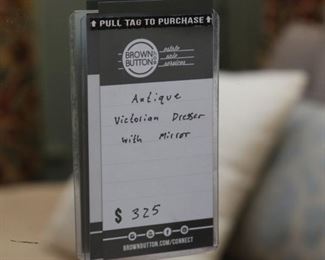 PULL TAG TO PURCHASE
BROWN
BUTTON
estate
sale
services
Antique
Victorian Dresser
with Mirror
$ 325
BROWNBUTTON.COM/CONNECT